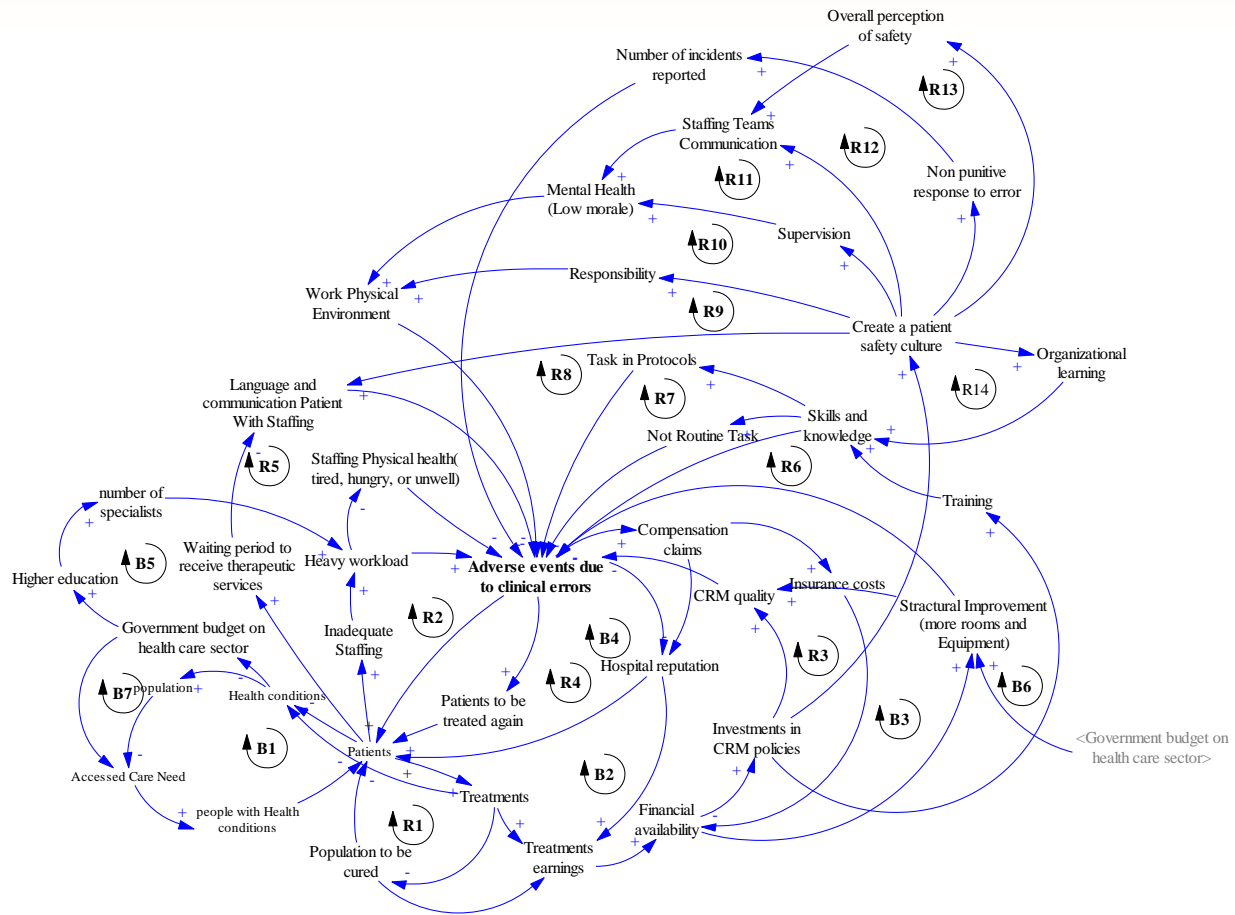 Overall perception
of safety
Number of incidents
reported
R13
Staffing Teams
Communication
R12
R11
Non punitive
response to error
Mental Health
(Low morale)
Supervision
R10
Responsibility
Work Physical
Environment
R9
Create a patient
safety culture
Organizational
learning
Task in Protocols
R8
R7
R14
Language and
communication Patient
With Staffing
Skills and
knowledge
Not Routine Task
Staffing Physical health(
tired, hungry, or unwell)
R5
R6
number of
specialists
Training
Compensation
claims
Waiting period to
receive therapeutic
services
Heavy workload
B5
Adverse events due
to clinical errors
Higher education
Insurance costs
CRM quality
Stractural Improvement
(more rooms and
Equipment)
R2
Government budget on
health care sector
Inadequate
Staffing
B4
R3
Hospital reputation
B7
population
Health conditions
R4
B6
Patients to be
treated again
B3
Investments in
CRM policies
<Government budget on
health care sector>
B1
Patients
Accessed Care Need
B2
Treatments
people with Health
conditions
R1
Financial
availability
Population to be
cured
Treatments
earnings